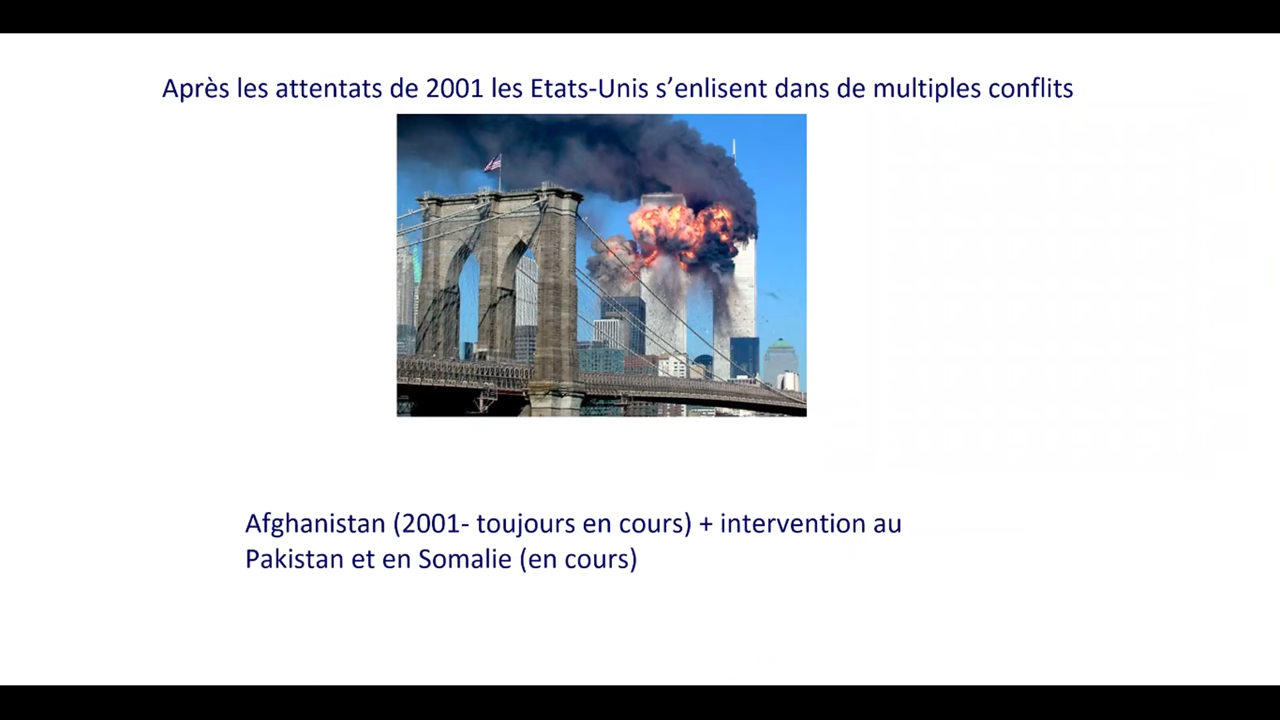 Après les attentats de 2001 les Etats-Unis s’enlisent dans de multiples conflits
Afghanistan (2001- toujours en cours) + intervention au
Pakistan et en Somalie (en cours)